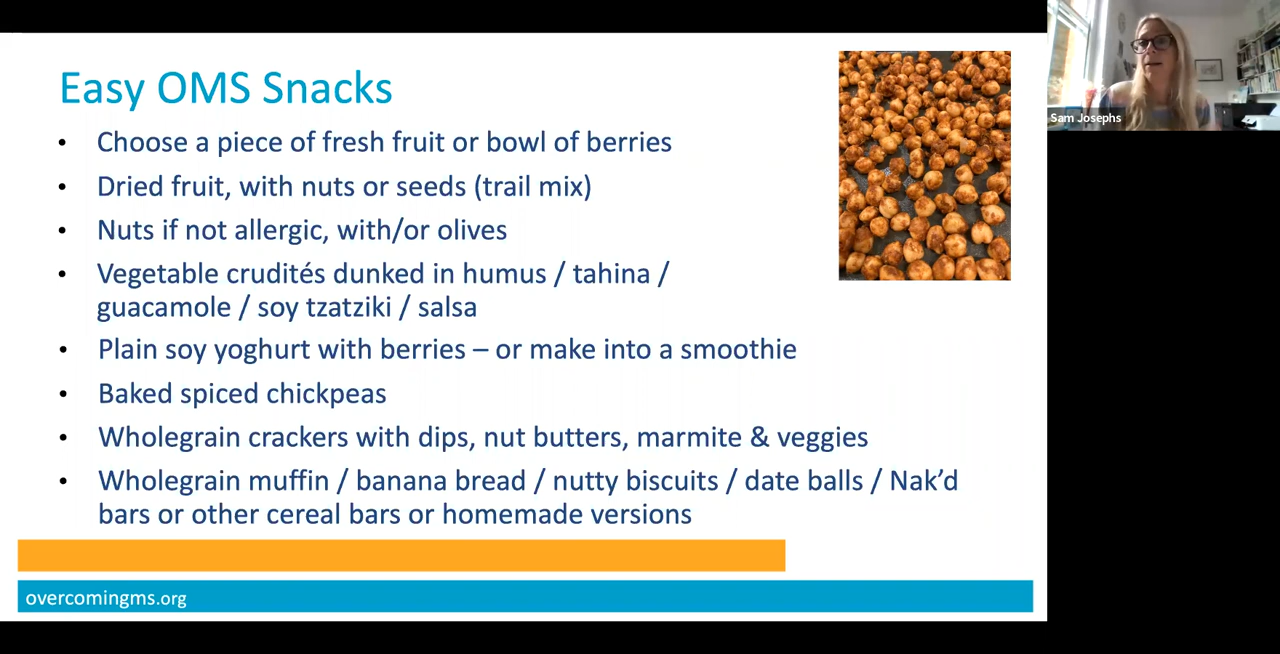 Easy OMS Snacks
• Choose a piece of fresh fruit or bowl of berries
• Dried fruit, with nuts or seeds (trail mix)
• Nuts if not allergic, with/or olives
• Vegetable crudités dunked in humus / tahina /
guacamole / soy tzatziki / salsa
• Plain soy yoghurt with berries – or make into a smoothie
• Baked spiced chickpeas
• Wholegrain crackers with dips, nut butters, marmite & veggies
• Wholegrain muffin / banana bread / nutty biscuits / date balls / Nak’d
bars or other cereal bars or homemade versions
overcomingms.org
Sam Josephs